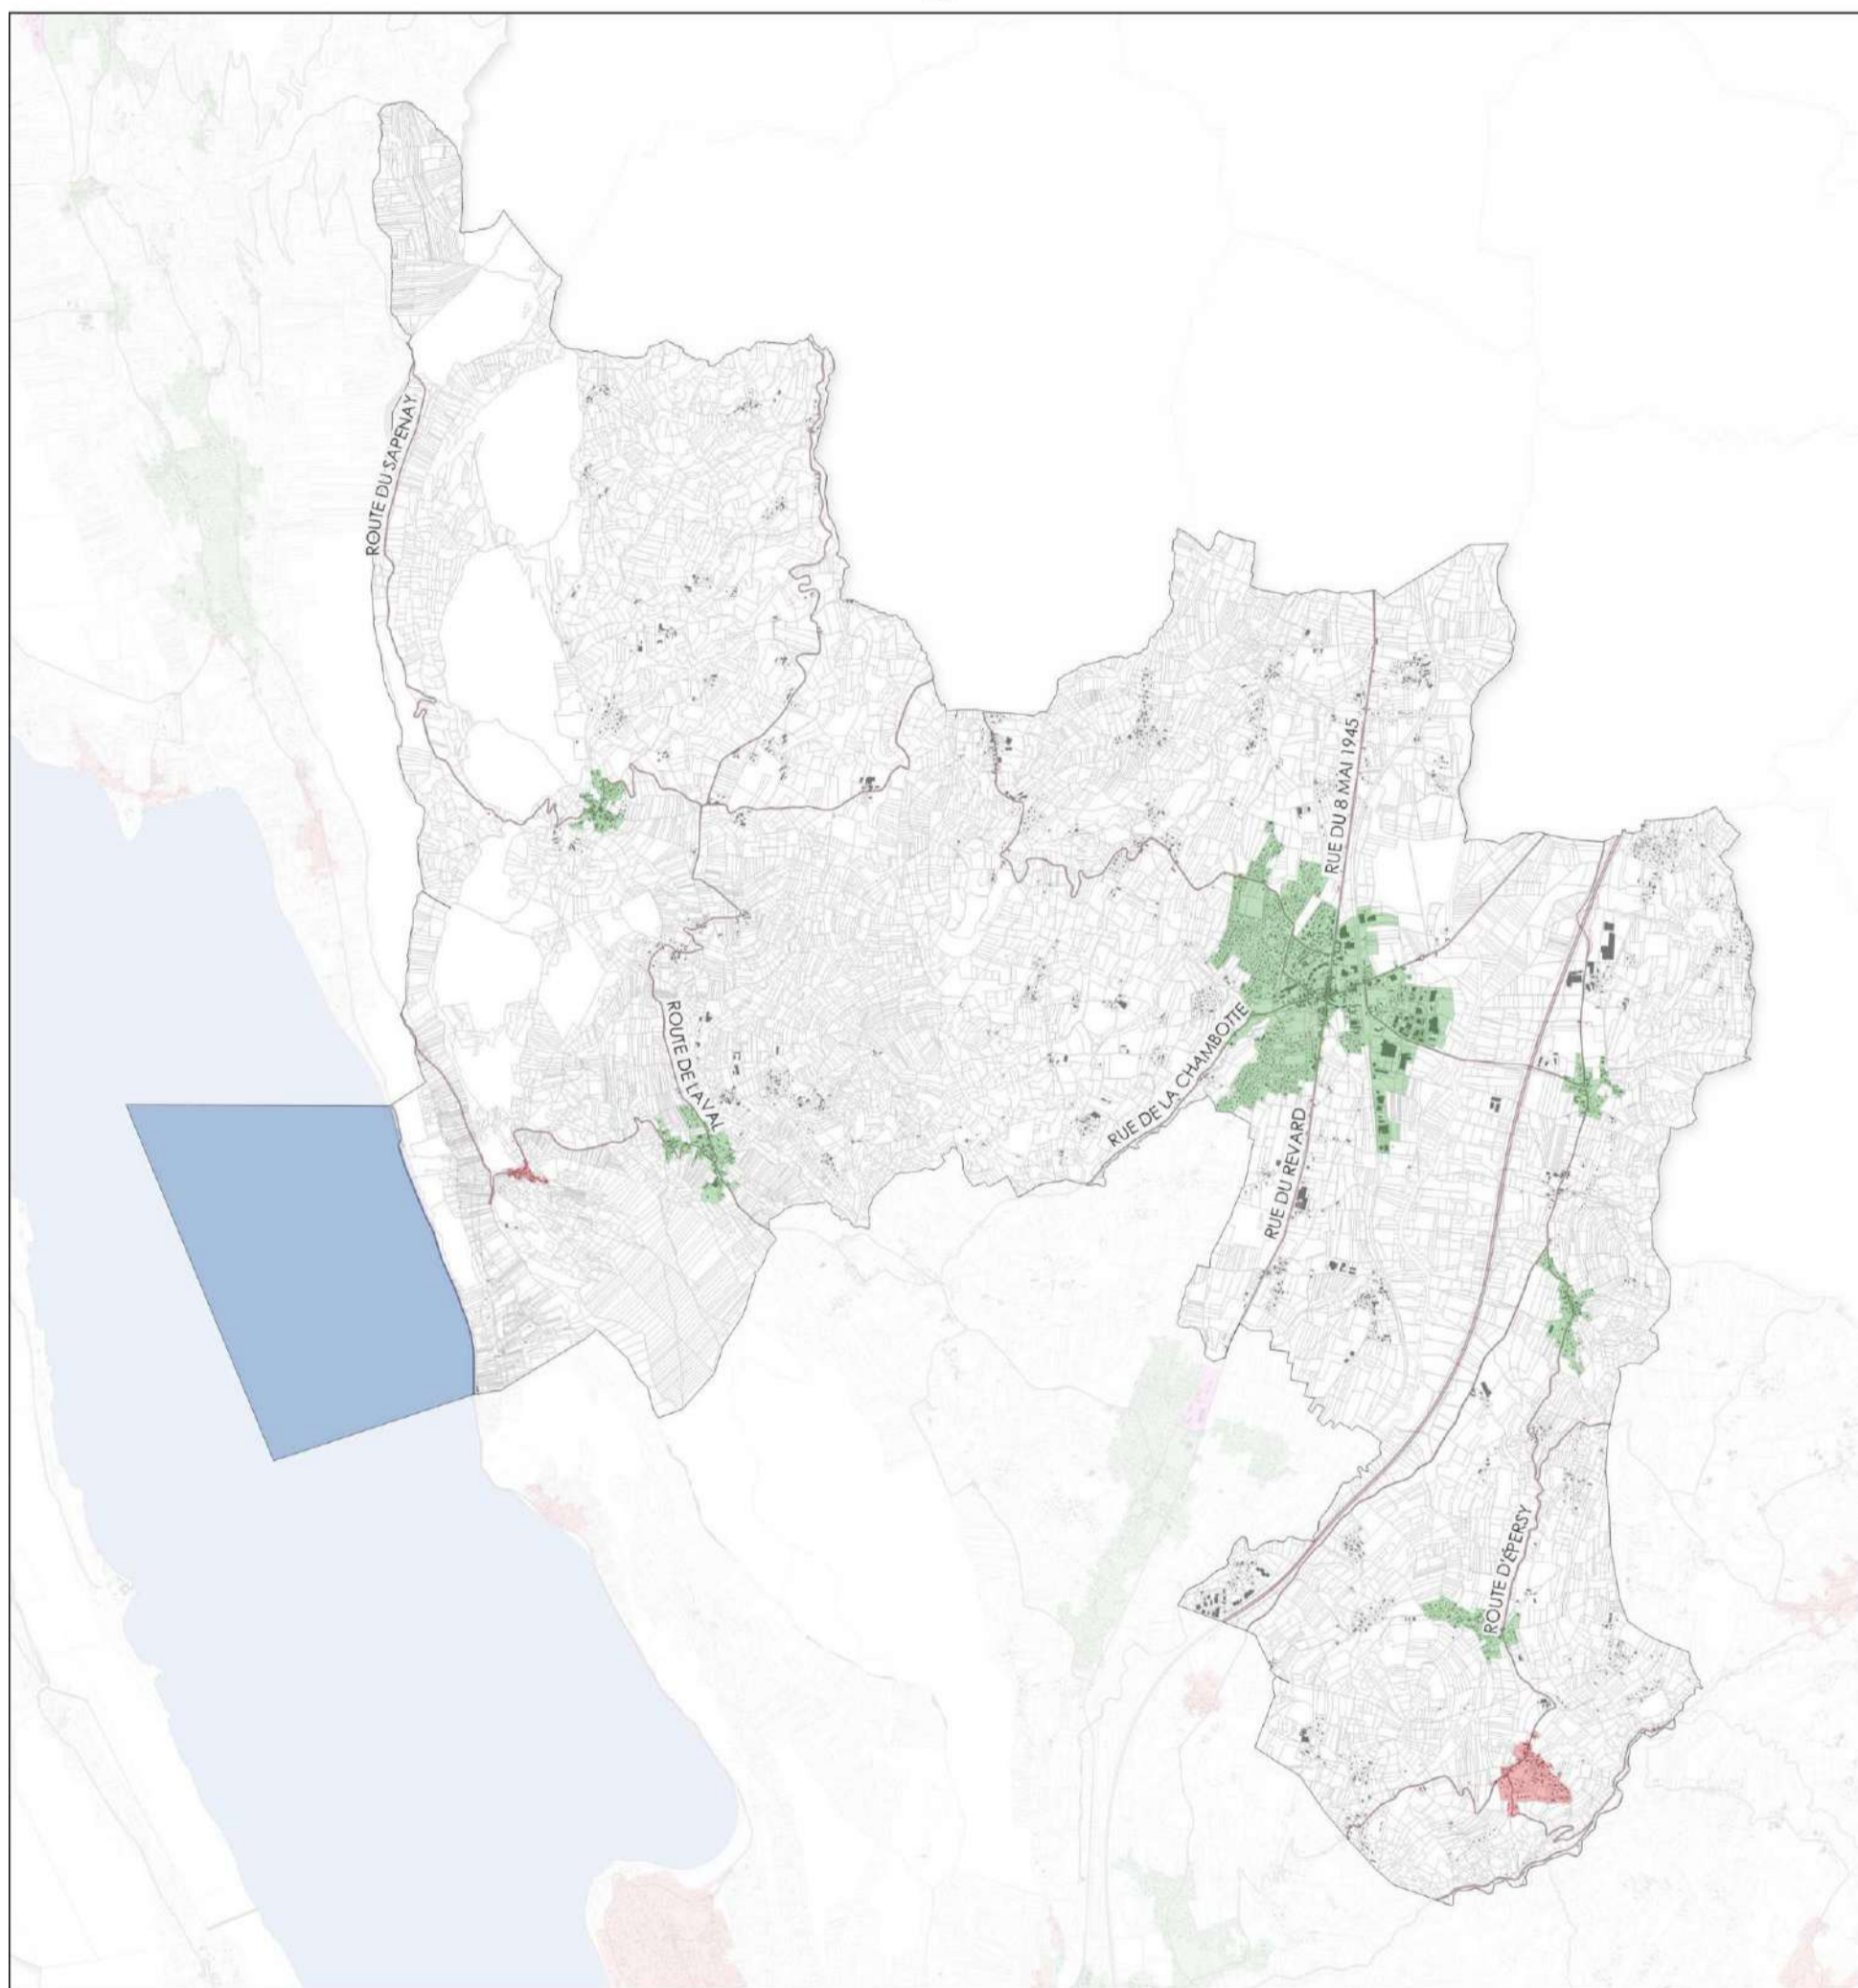 ROUTE DU SAPENAY
RUE DU 8 MAI 1945
ROUTE DE LAVAL
RUE DE LA CHAMBOTTE
RUE DU REVARD
ROUTE D'ÉPERSY